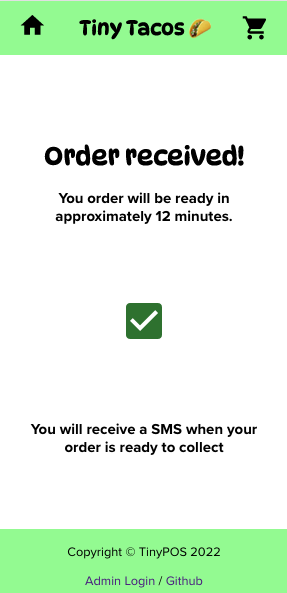 Tiny Tacos 🌮
Order received!
You order will be ready in
approximately 12 minutes.
You will receive a SMS when your
order is ready to collect
Copyright © TinyPOS 2022
Admin Login / Github